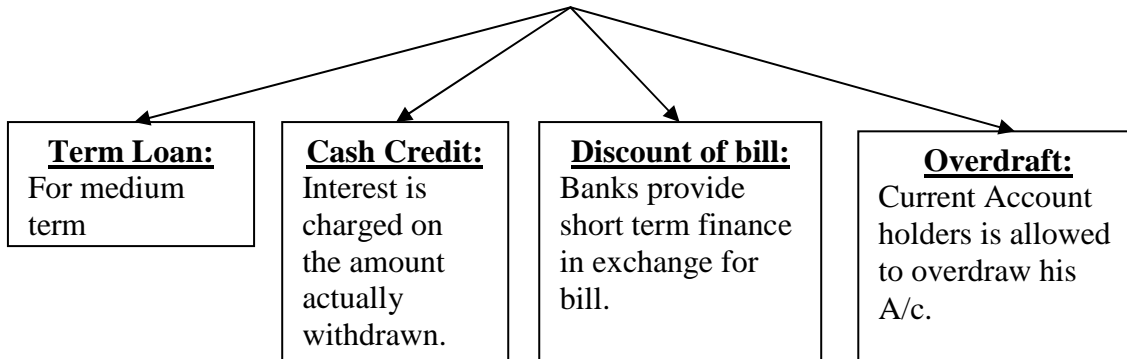 Term Loan:
For medium
term
Cash Credit:
Interest is
charged on
the amount
actually
withdrawn.
Discount of bill:
Banks provide
short term finance
in exchange for
bill.
Overdraft:
Current Account
holders is allowed
to overdraw his
A/c.